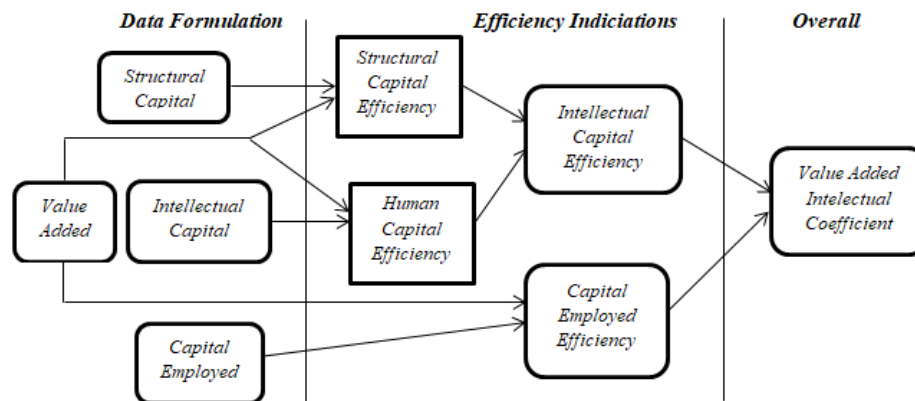 Data Formulation
Efficiency Indiciations
Overall
Structural
Capital
Structural
Capital
Efficiency
Intellectual
Capital
Efficiency
Value
Added
Intellectual
Capital
Human
Capital
Efficiency
Value Added
Intelectual
Coefficient
Capital
Employed
Efficiency
Capital
Employed